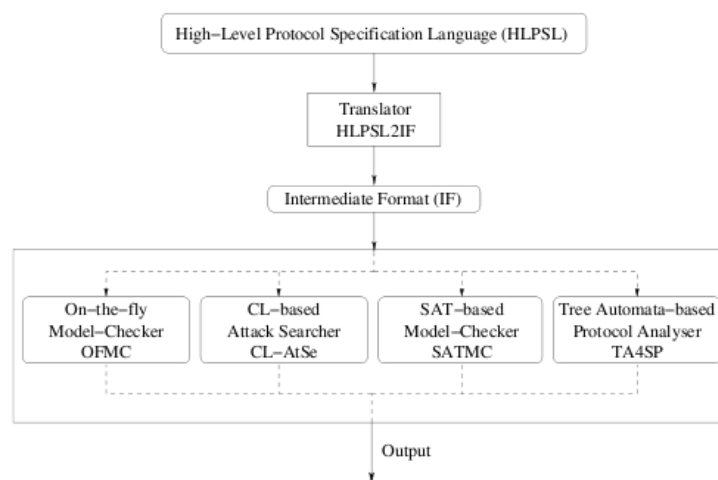 High–Level Protocol Specification Language (HLPSL)
Translator
HLPSL2IF
Intermediate Format (IF)
On–the–fly
Model–Checker
OFMC
CL–based
Attack Searcher
CL–AtSe
SAT–based
Model–Checker
SATMC
Tree Automata–based
Protocol Analyser
TA4SP
Output